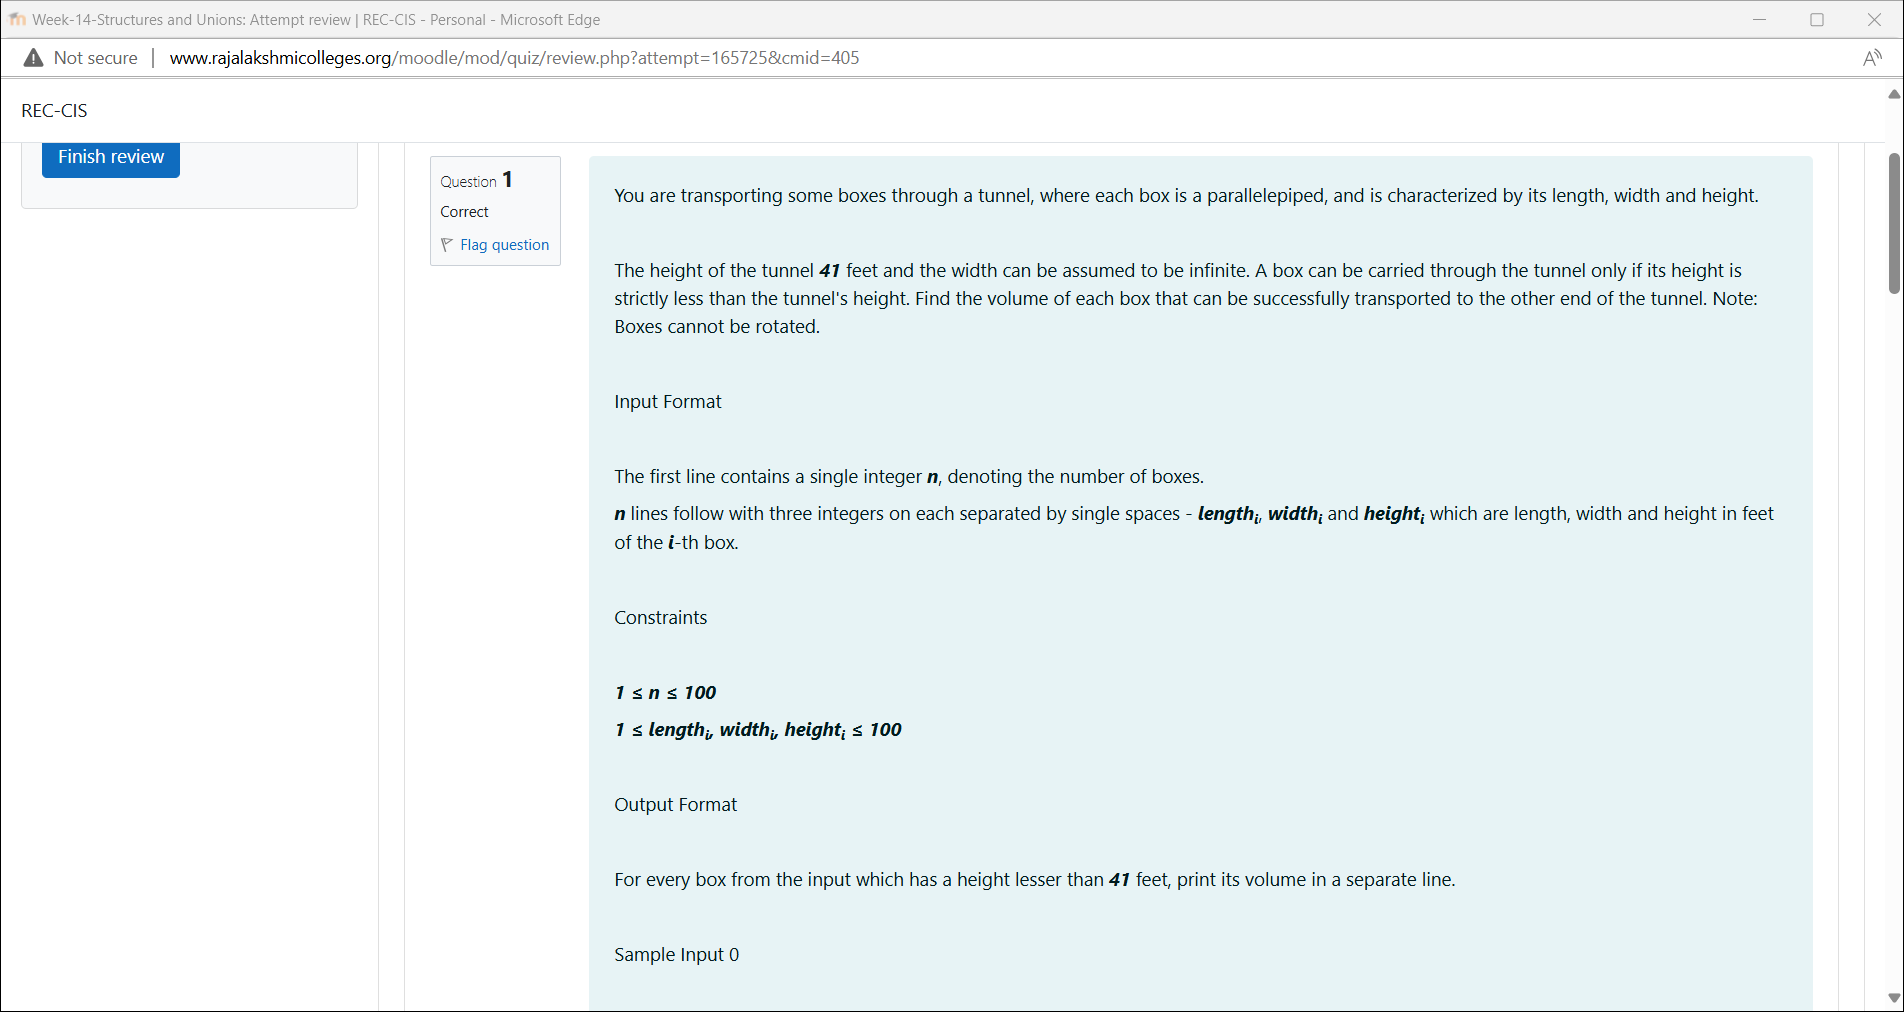 Week-14-Structures and Unions: Attempt review | REC-CIS - Personal - Microsoft Edge
Not secure | www.rajalakshmicolleges.org/moodle/mod/quiz/review.php?attempt=165725&cmid=405
REC-CIS
Finish review
Question 1
Correct
Flag question
You are transporting some boxes through a tunnel, where each box is a parallelepiped, and is characterized by its length, width and height.
The height of the tunnel 41 feet and the width can be assumed to be infinite. A box can be carried through the tunnel only if its height is
strictly less than the tunnel's height. Find the volume of each box that can be successfully transported to the other end of the tunnel. Note:
Boxes cannot be rotated.
Input Format
The first line contains a single integer n, denoting the number of boxes.
n lines follow with three integers on each separated by single spaces - lengthi, widthi and heighti which are length, width and height in feet
of the i-th box.
Constraints
1 ≤ n ≤ 100
1 ≤ lengthi, widthi, heighti ≤ 100
Output Format
For every box from the input which has a height lesser than 41 feet, print its volume in a separate line.
Sample Input 0